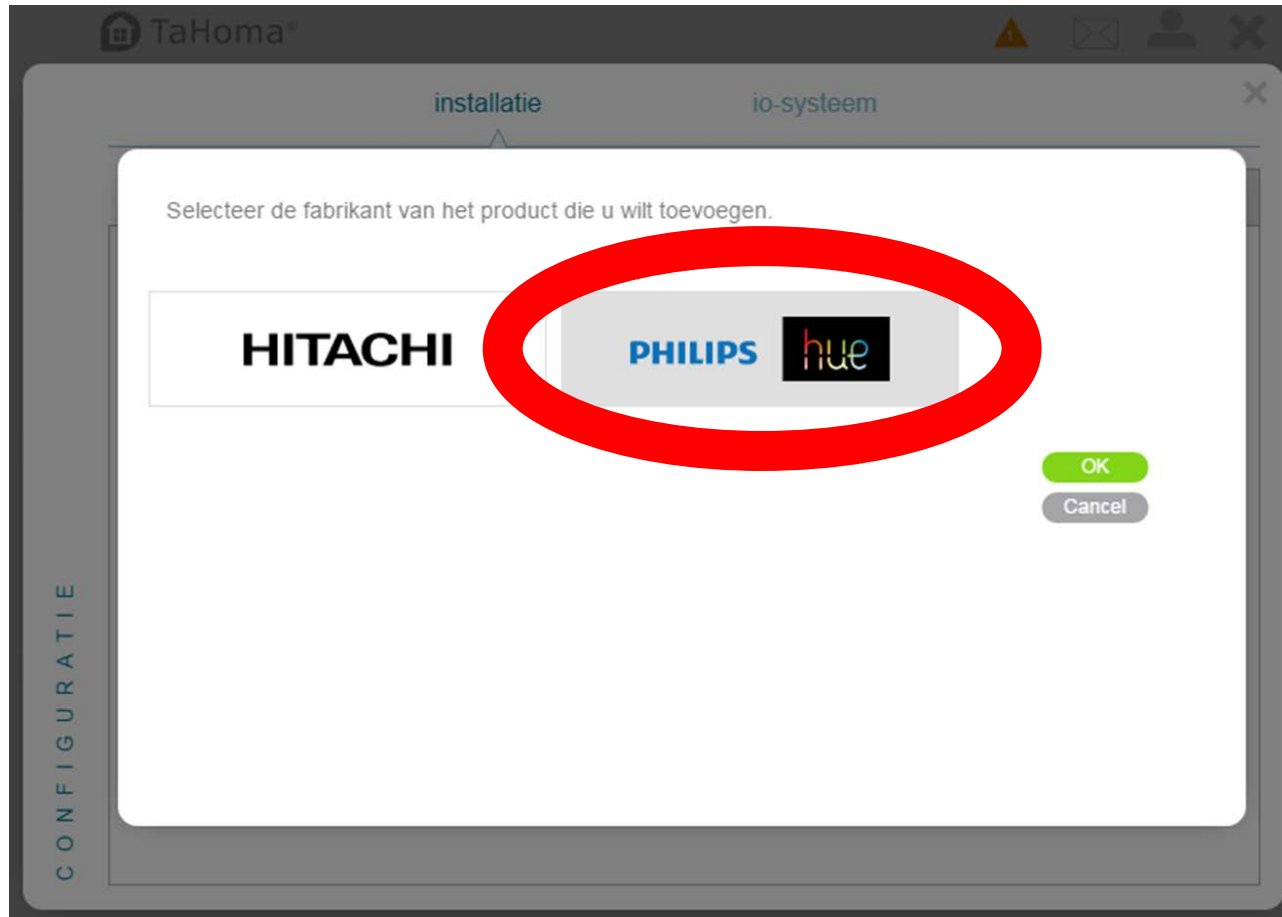 TaHoma®
1
installatie
io-systeem
Selecteer de fabrikant van het product die u wilt toevoegen.
HITACHI
PHILIPS hue
OK
Cancel
CONFIGURATIE